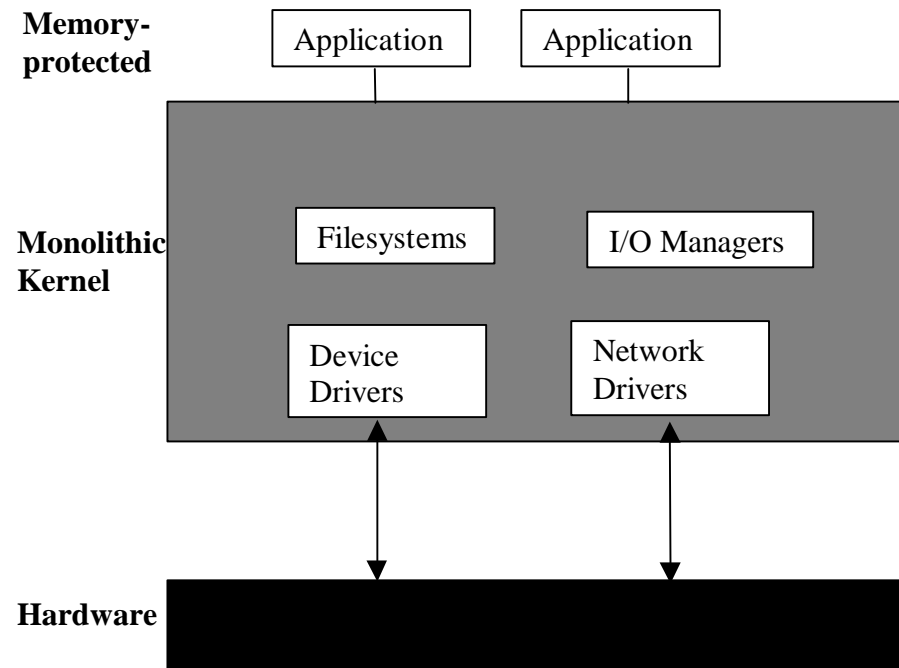 Memory-
protected
Application
Application
Monolithic
Kernel
Filesystems
I/O Managers
Device
Drivers
Network
Drivers
Hardware